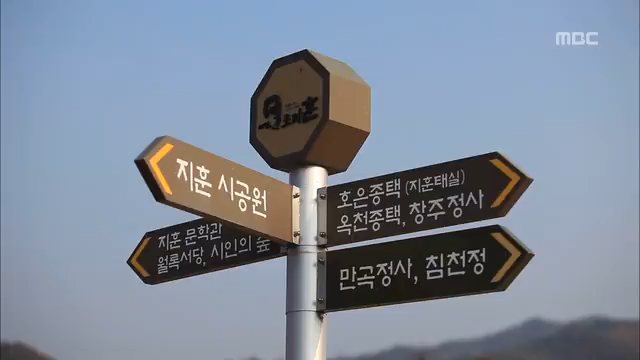 MBC
지훈 시공원
지훈 문학관
월록서당, 시인의 숲
호은종택 (지훈태실)
옥천종택, 창주정사
만곡정사, 침천정